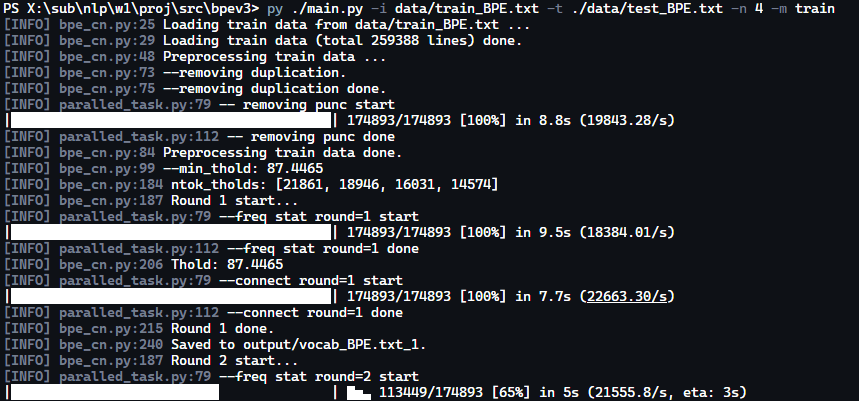 PS X:\sub\nlp\w1\proj\src\bpev3> py ./main.py -i data/train_BPE.txt -t ./data/test_BPE.txt -n 4 -m train
[INFO] bpe_cn.py:25 Loading train data from data/train_BPE.txt ...
[INFO] bpe_cn.py:29 Loading train data (total 259388 lines) done.
[INFO] bpe_cn.py:48 Preprocessing train data ...
[INFO] bpe_cn.py:73 --removing duplication.
[INFO] bpe_cn.py:75 --removing duplication done.
[INFO] paralled_task.py:79 -- removing punc start
| | 174893/174893 [100%] in 8.8s (19843.28/s)
[INFO] paralled_task.py:112 -- removing punc done
[INFO] bpe_cn.py:84 Preprocessing train data done.
[INFO] bpe_cn.py:99 --min_thold: 87.4465
[INFO] bpe_cn.py:184 ntok_tholds: [21861, 18946, 16031, 14574]
[INFO] bpe_cn.py:187 Round 1 start...
[INFO] paralled_task.py:79 --freq stat round=1 start
| | 174893/174893 [100%] in 9.5s (18384.01/s)
[INFO] paralled_task.py:112 --freq stat round=1 done
[INFO] bpe_cn.py:206 Thold: 87.4465
[INFO] paralled_task.py:79 --connect round=1 start
| | 174893/174893 [100%] in 7.7s (22663.30/s)
[INFO] paralled_task.py:112 --connect round=1 done
[INFO] bpe_cn.py:215 Round 1 done.
[INFO] bpe_cn.py:240 Saved to output/vocab_BPE.txt_1.
[INFO] bpe_cn.py:187 Round 2 start...
[INFO] paralled_task.py:79 --freq stat round=2 start
| | 113449/174893 [65%] in 5s (21555.8/s, eta: 3s)